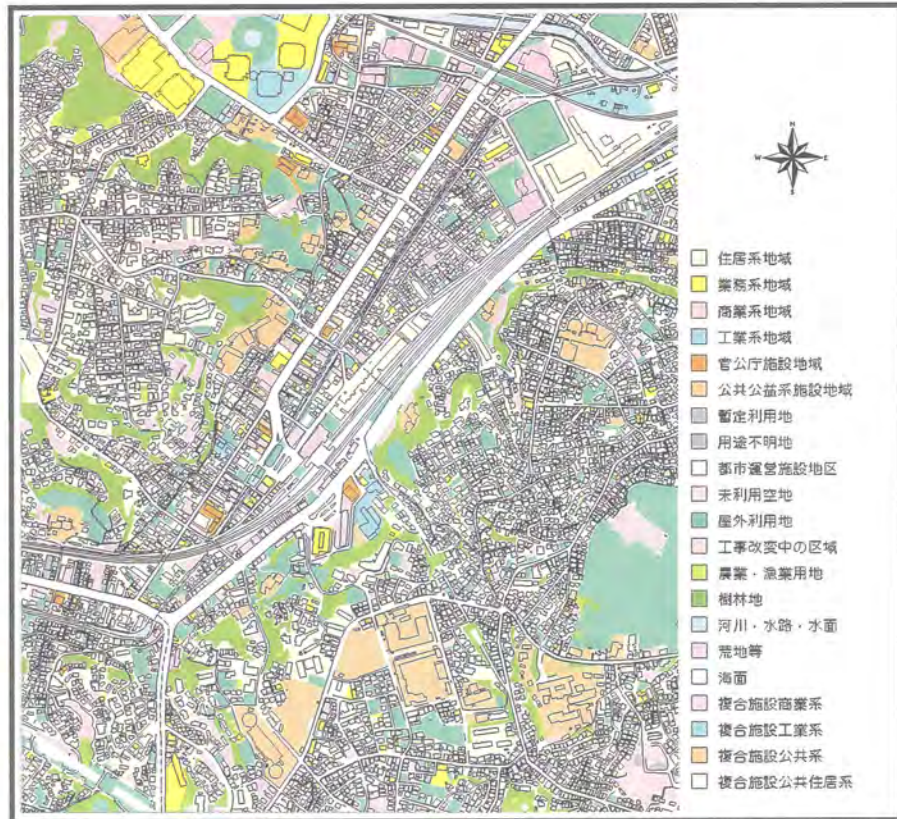 N
W E
S
住居系地域
業務系地域
商業系地域
工業系地域
官公庁施設地域
公共公益系施設地域
暫定利用地
用途不明地
都市運営施設地区
未利用空地
屋外利用地
工事改変中の区域
農業・漁業用地
樹林地
河川・水路・水面
荒地等
海面
複合施設商業系
複合施設工業系
複合施設公共系
複合施設公共住居系